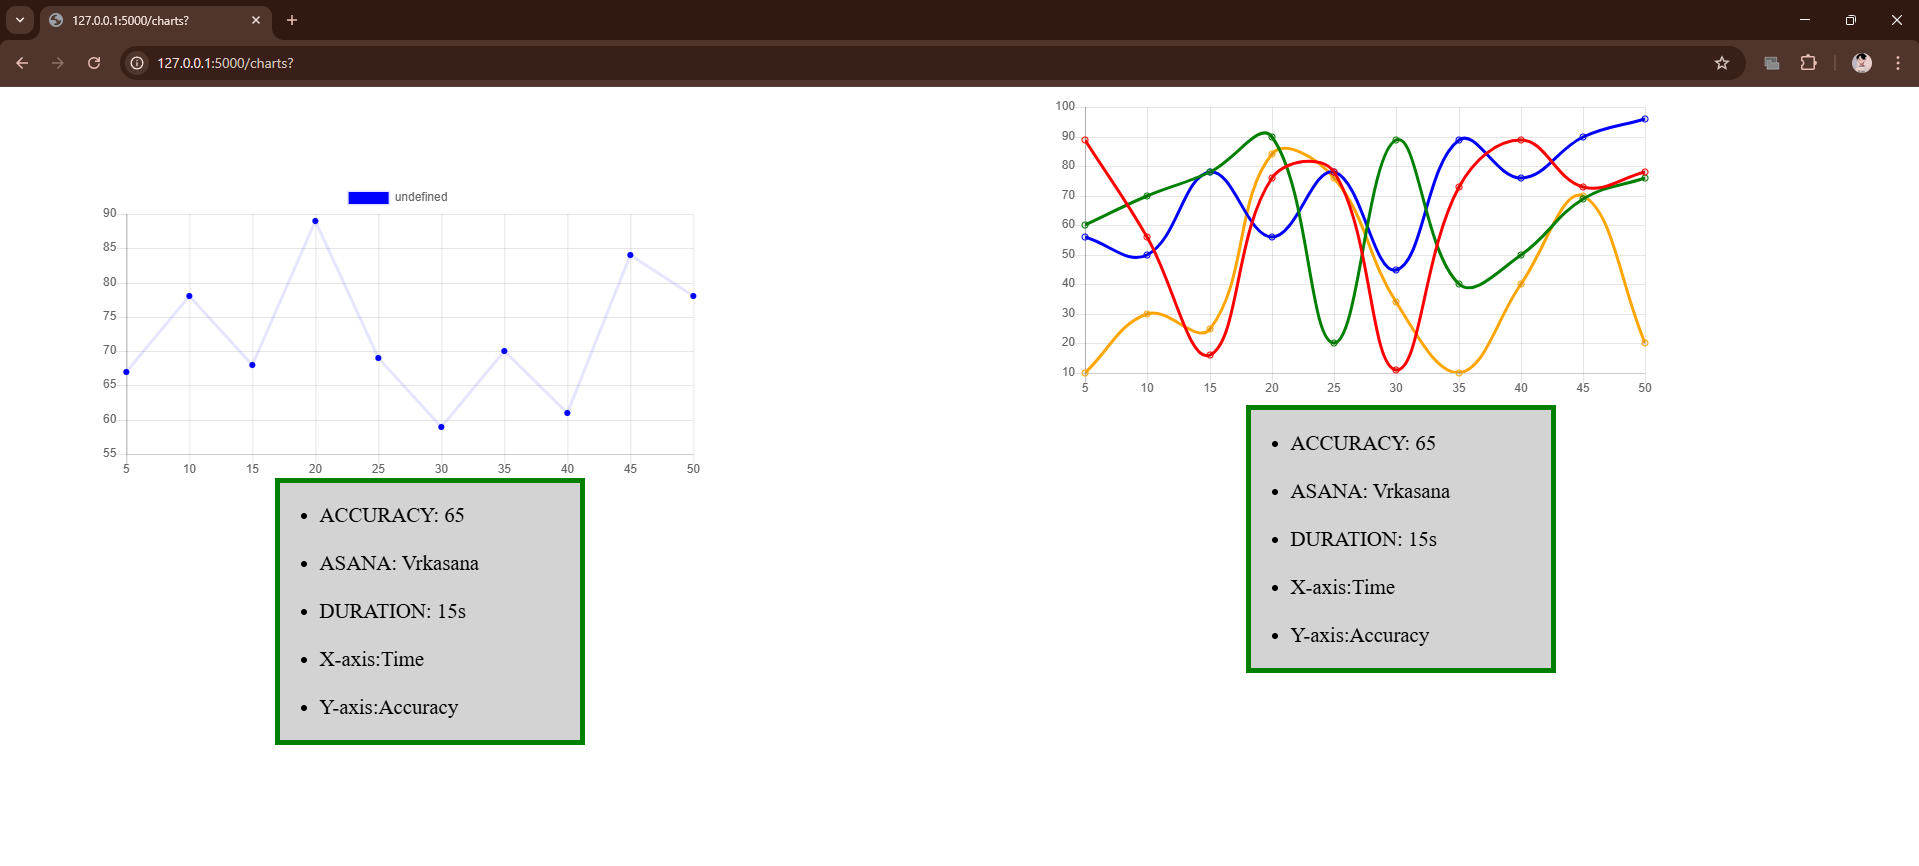 127.0.0.1:5000/charts?
127.0.0.1:5000/charts?
undefined
90
85
80
75
70
65
60
55
5 10 15 20 25 30 35 40 45 50
ACCURACY: 65
ASANA: Vrkasana
DURATION: 15s
X-axis:Time
Y-axis:Accuracy
100
90
80
70
60
50
40
30
20
10
5 10 15 20 25 30 35 40 45 50
ACCURACY: 65
ASANA: Vrkasana
DURATION: 15s
X-axis:Time
Y-axis:Accuracy